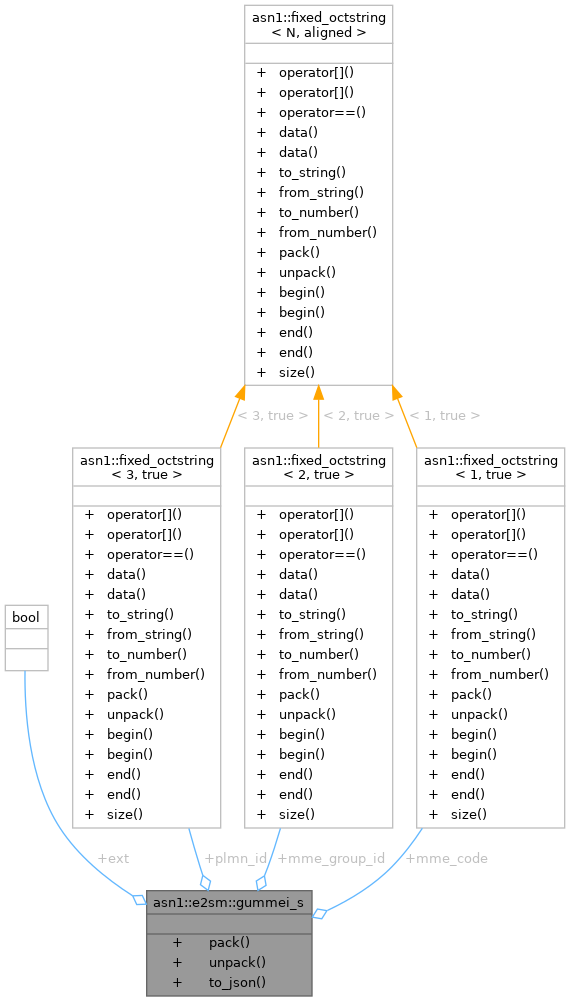 asn1::fixed_octstring
< N, aligned >
+ operator[]()
+ operator[]()
+ operator==()
+ data()
+ data()
+ to_string()
+ from_string()
+ to_number()
+ from_number()
+ pack()
+ unpack()
+ begin()
+ begin()
+ end()
+ end()
+ size()
< 3, true >
< 2, true >
< 1, true >
bool
asn1::fixed_octstring
< 3, true >
+ operator[]()
+ operator[]()
+ operator==()
+ data()
+ data()
+ to_string()
+ from_string()
+ to_number()
+ from_number()
+ pack()
+ unpack()
+ begin()
+ begin()
+ end()
+ end()
+ size()
asn1::fixed_octstring
< 2, true >
+ operator[]()
+ operator[]()
+ operator==()
+ data()
+ data()
+ to_string()
+ from_string()
+ to_number()
+ from_number()
+ pack()
+ unpack()
+ begin()
+ begin()
+ end()
+ end()
+ size()
asn1::fixed_octstring
< 1, true >
+ operator[]()
+ operator[]()
+ operator==()
+ data()
+ data()
+ to_string()
+ from_string()
+ to_number()
+ from_number()
+ pack()
+ unpack()
+ begin()
+ begin()
+ end()
+ end()
+ size()
+ext
+plmn_id
+mme_group_id
+mme_code
asn1::e2sm::gummei_s
+ pack()
+ unpack()
+ to_json()